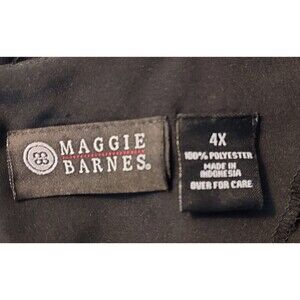 MAGGIE
BARNES®
4X
100% POLYESTER
MADE IN
INDONESIA
OVER FOR CARE